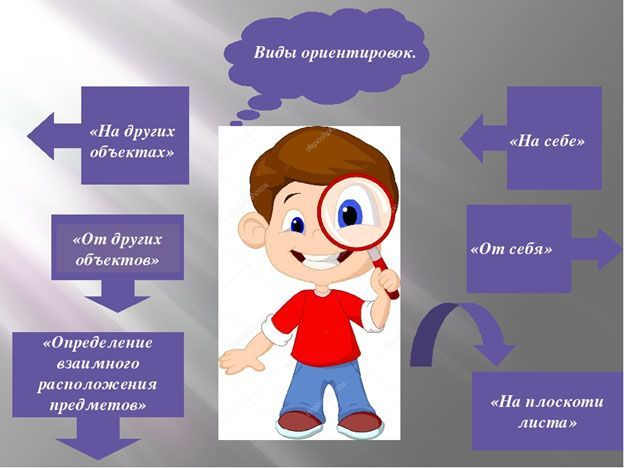 Виды ориентировок.
«На других
объектах»
«На себе»
«От других
объектов»
«От себя»
«Определение
взаимного
расположения
предметов»
«На плоскоти
листа»